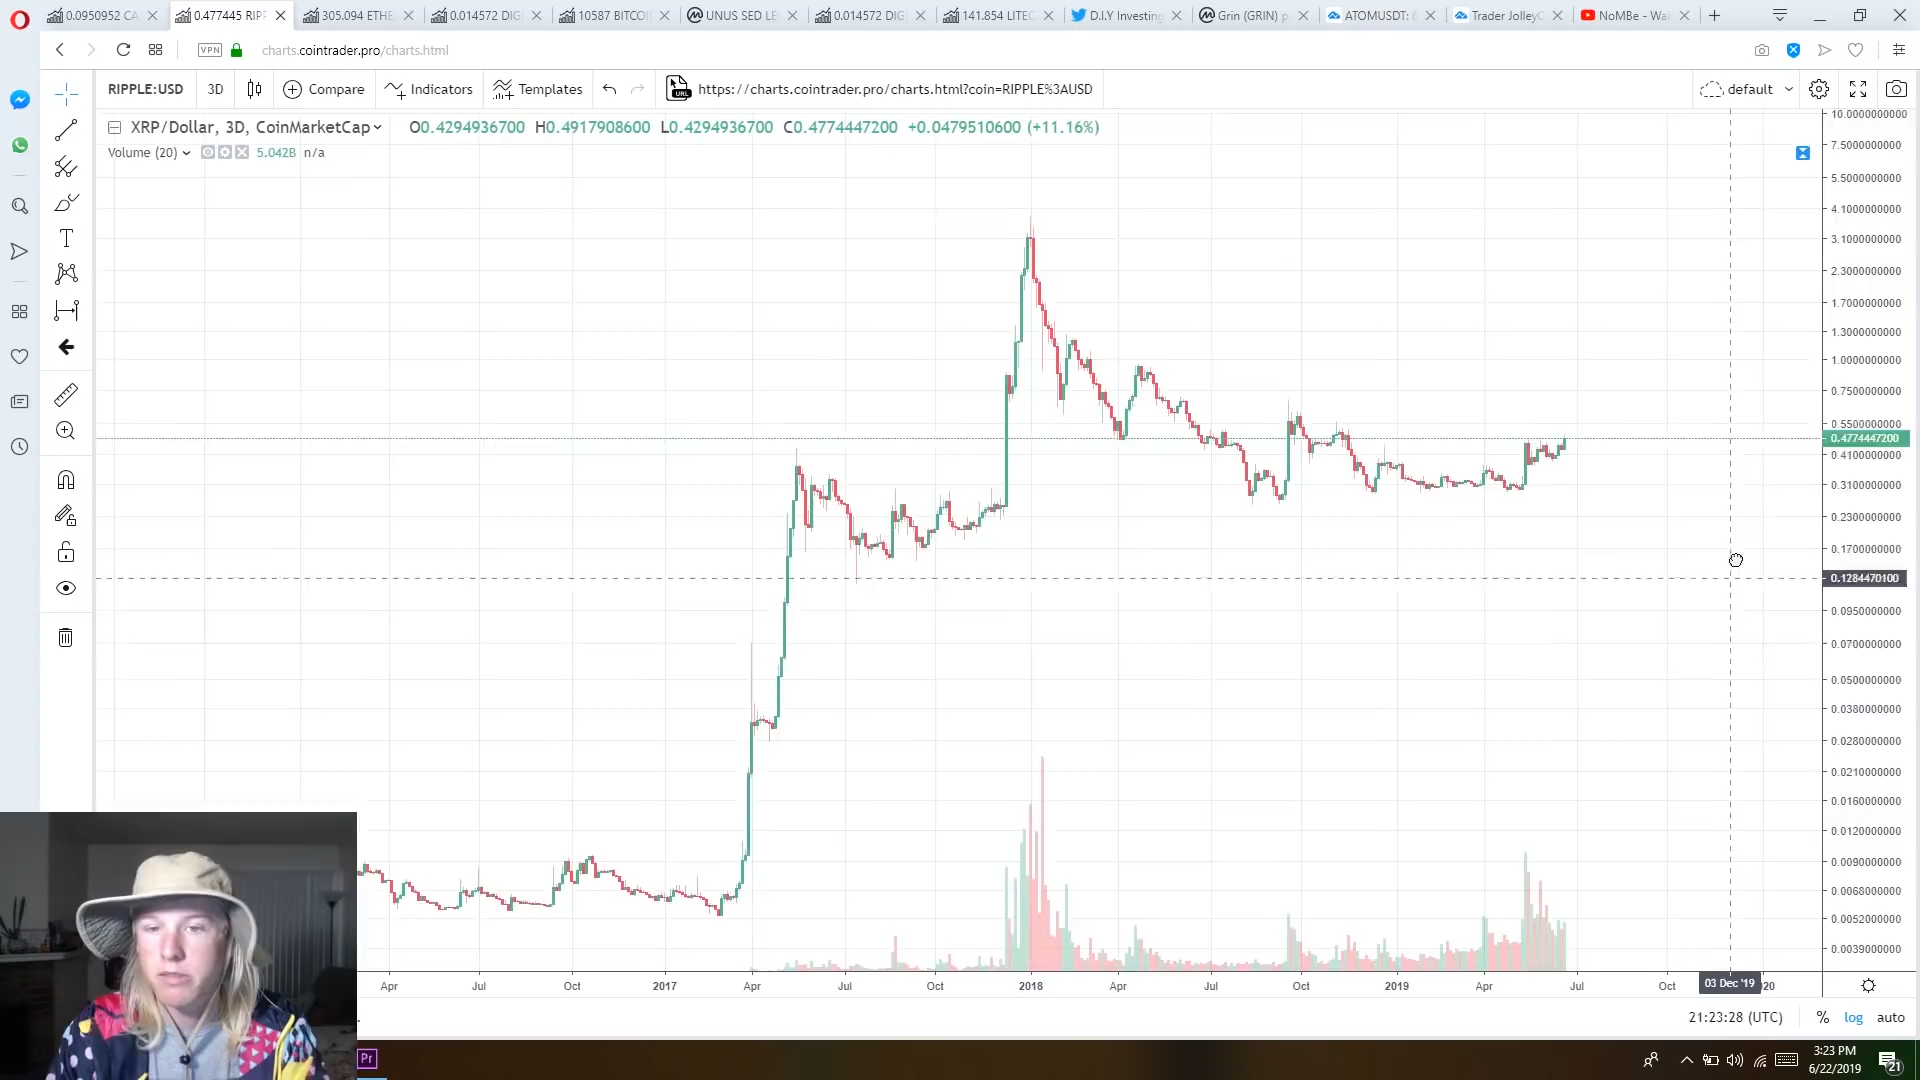 0.0950952 CA
0.477445 RIPP
305.094 ETHE
0.014572 DIG
10587 BITCOI
UNUS SED LE
0.014572 DIG
141.854 LITEC
D.I.Y Investing
Grin (GRIN) p
ATOMUSDT: 6
Trader JolleyC
NoMBe - Wai
VPN
charts.cointrader.pro/charts.html
RIPPLE:USD
3D
Compare
Indicators
Templates
URL
https://charts.cointrader.pro/charts.html?coin=RIPPLE%3AUSD
default
XRP/Dollar, 3D, CoinMarketCap
O0.4294936700 H0.4917908600 L0.4294936700 C0.4774447200 +0.0479510600 (+11.16%)
Volume (20) 5.042B n/a
10.0000000000
7.5000000000
5.5000000000
4.1000000000
3.1000000000
2.3000000000
1.7000000000
1.3000000000
1.0000000000
0.7500000000
0.5500000000
0.4774447200
0.4100000000
0.3100000000
0.2300000000
0.1700000000
0.1284470100
0.0950000000
0.0700000000
0.0500000000
0.0380000000
0.0280000000
0.0210000000
0.0160000000
0.0120000000
0.0090000000
0.0068000000
0.0052000000
0.0039000000
Apr Jul Oct 2017 Apr Jul Oct 2018 Apr Jul Oct 2019 Apr Jul Oct 03 Dec '19 20
21:23:28 (UTC) % log auto
Pr
3:23 PM
6/22/2019
21